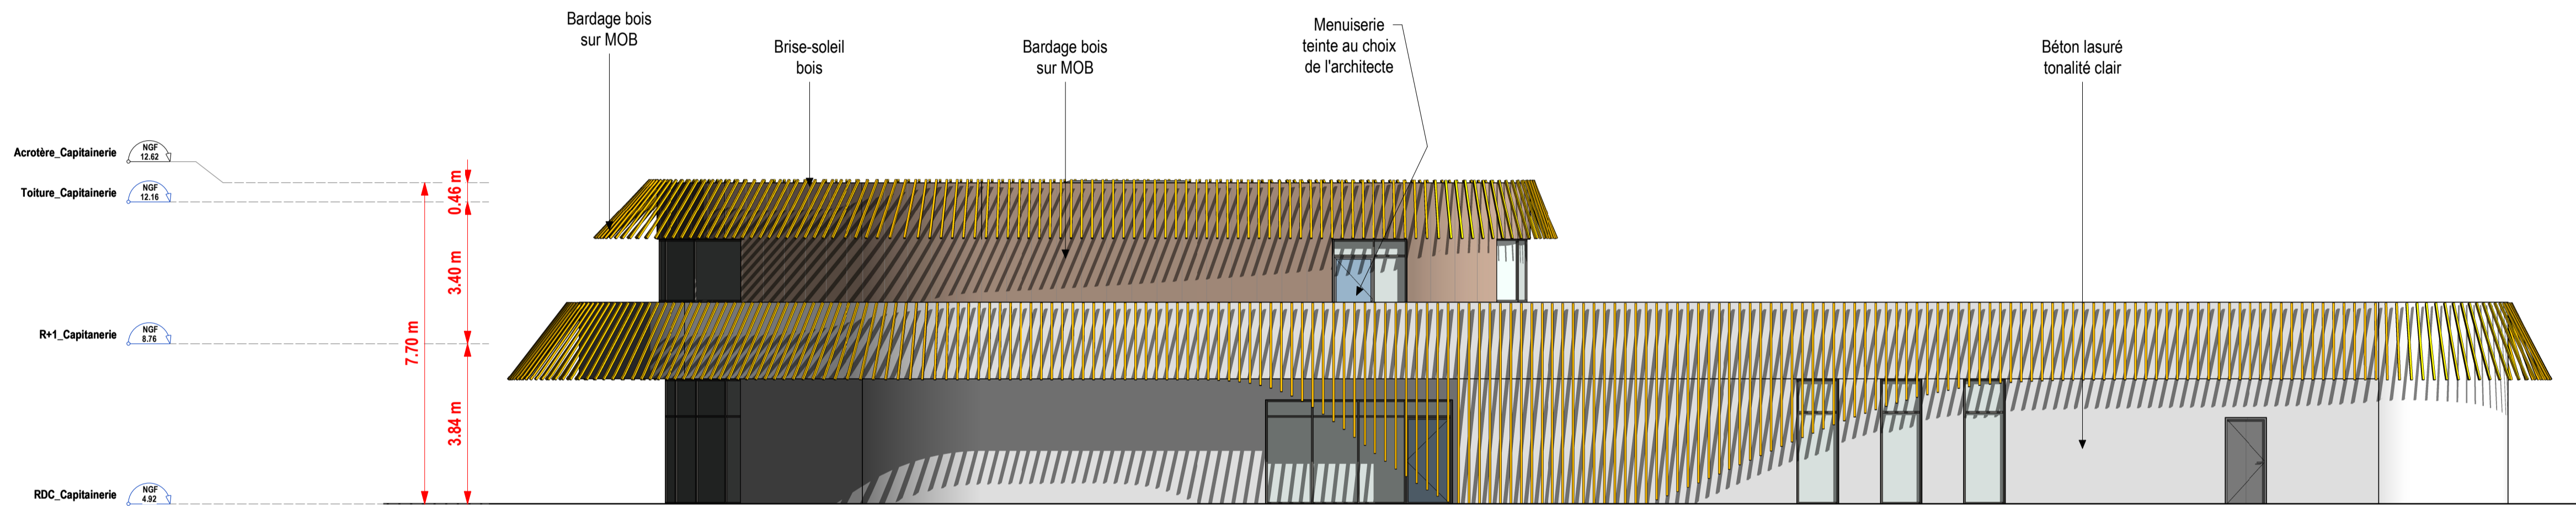 Bardage bois
sur MOB
Brise-soleil
bois
Bardage bois
sur MOB
Menuiserie
teinte au choix
de l'architecte
Béton lasuré
tonalité clair
Acrotère_Capitainerie
NGF
12.62
Toiture_Capitainerie
NGF
12.16
R+1_Capitanerie
NGF
8.76
RDC_Capitainerie
NGF
4.92
7.70 m
0.46 m
3.40 m
3.84 m